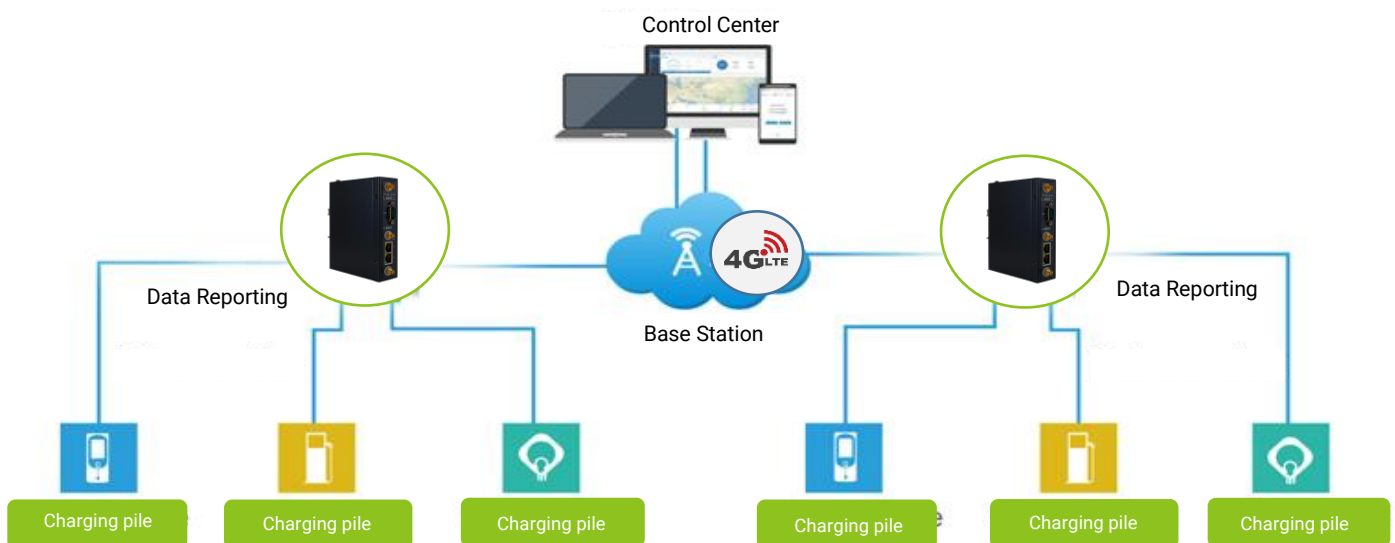 Control Center
4G LTE
Data Reporting
Data Reporting
Base Station
Charging pile
Charging pile
Charging pile
Charging pile
Charging pile
Charging pile